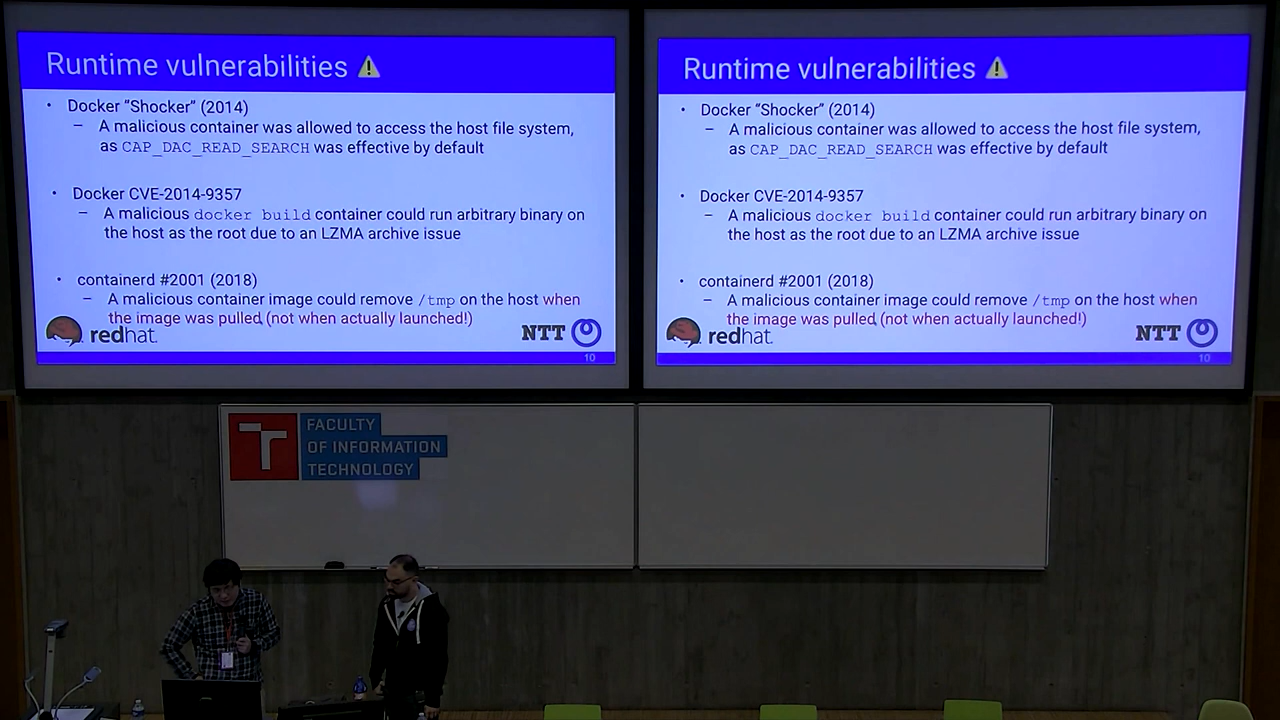 Runtime vulnerabilities
• Docker “Shocker” (2014)
– A malicious container was allowed to access the host file system,
as CAP_DAC_READ_SEARCH was effective by default
• Docker CVE-2014-9357
– A malicious docker build container could run arbitrary binary on
the host as the root due to an LZMA archive issue
• containerd #2001 (2018)
– A malicious container image could remove /tmp on the host when
the image was pulled (not when actually launched!)
redhat.
NTT
10
Runtime vulnerabilities
• Docker “Shocker” (2014)
– A malicious container was allowed to access the host file system,
as CAP_DAC_READ_SEARCH was effective by default
• Docker CVE-2014-9357
– A malicious docker build container could run arbitrary binary on
the host as the root due to an LZMA archive issue
• containerd #2001 (2018)
– A malicious container image could remove /tmp on the host when
the image was pulled (not when actually launched!)
redhat.
NTT
10
T
FACULTY
OF INFORMATION
TECHNOLOGY